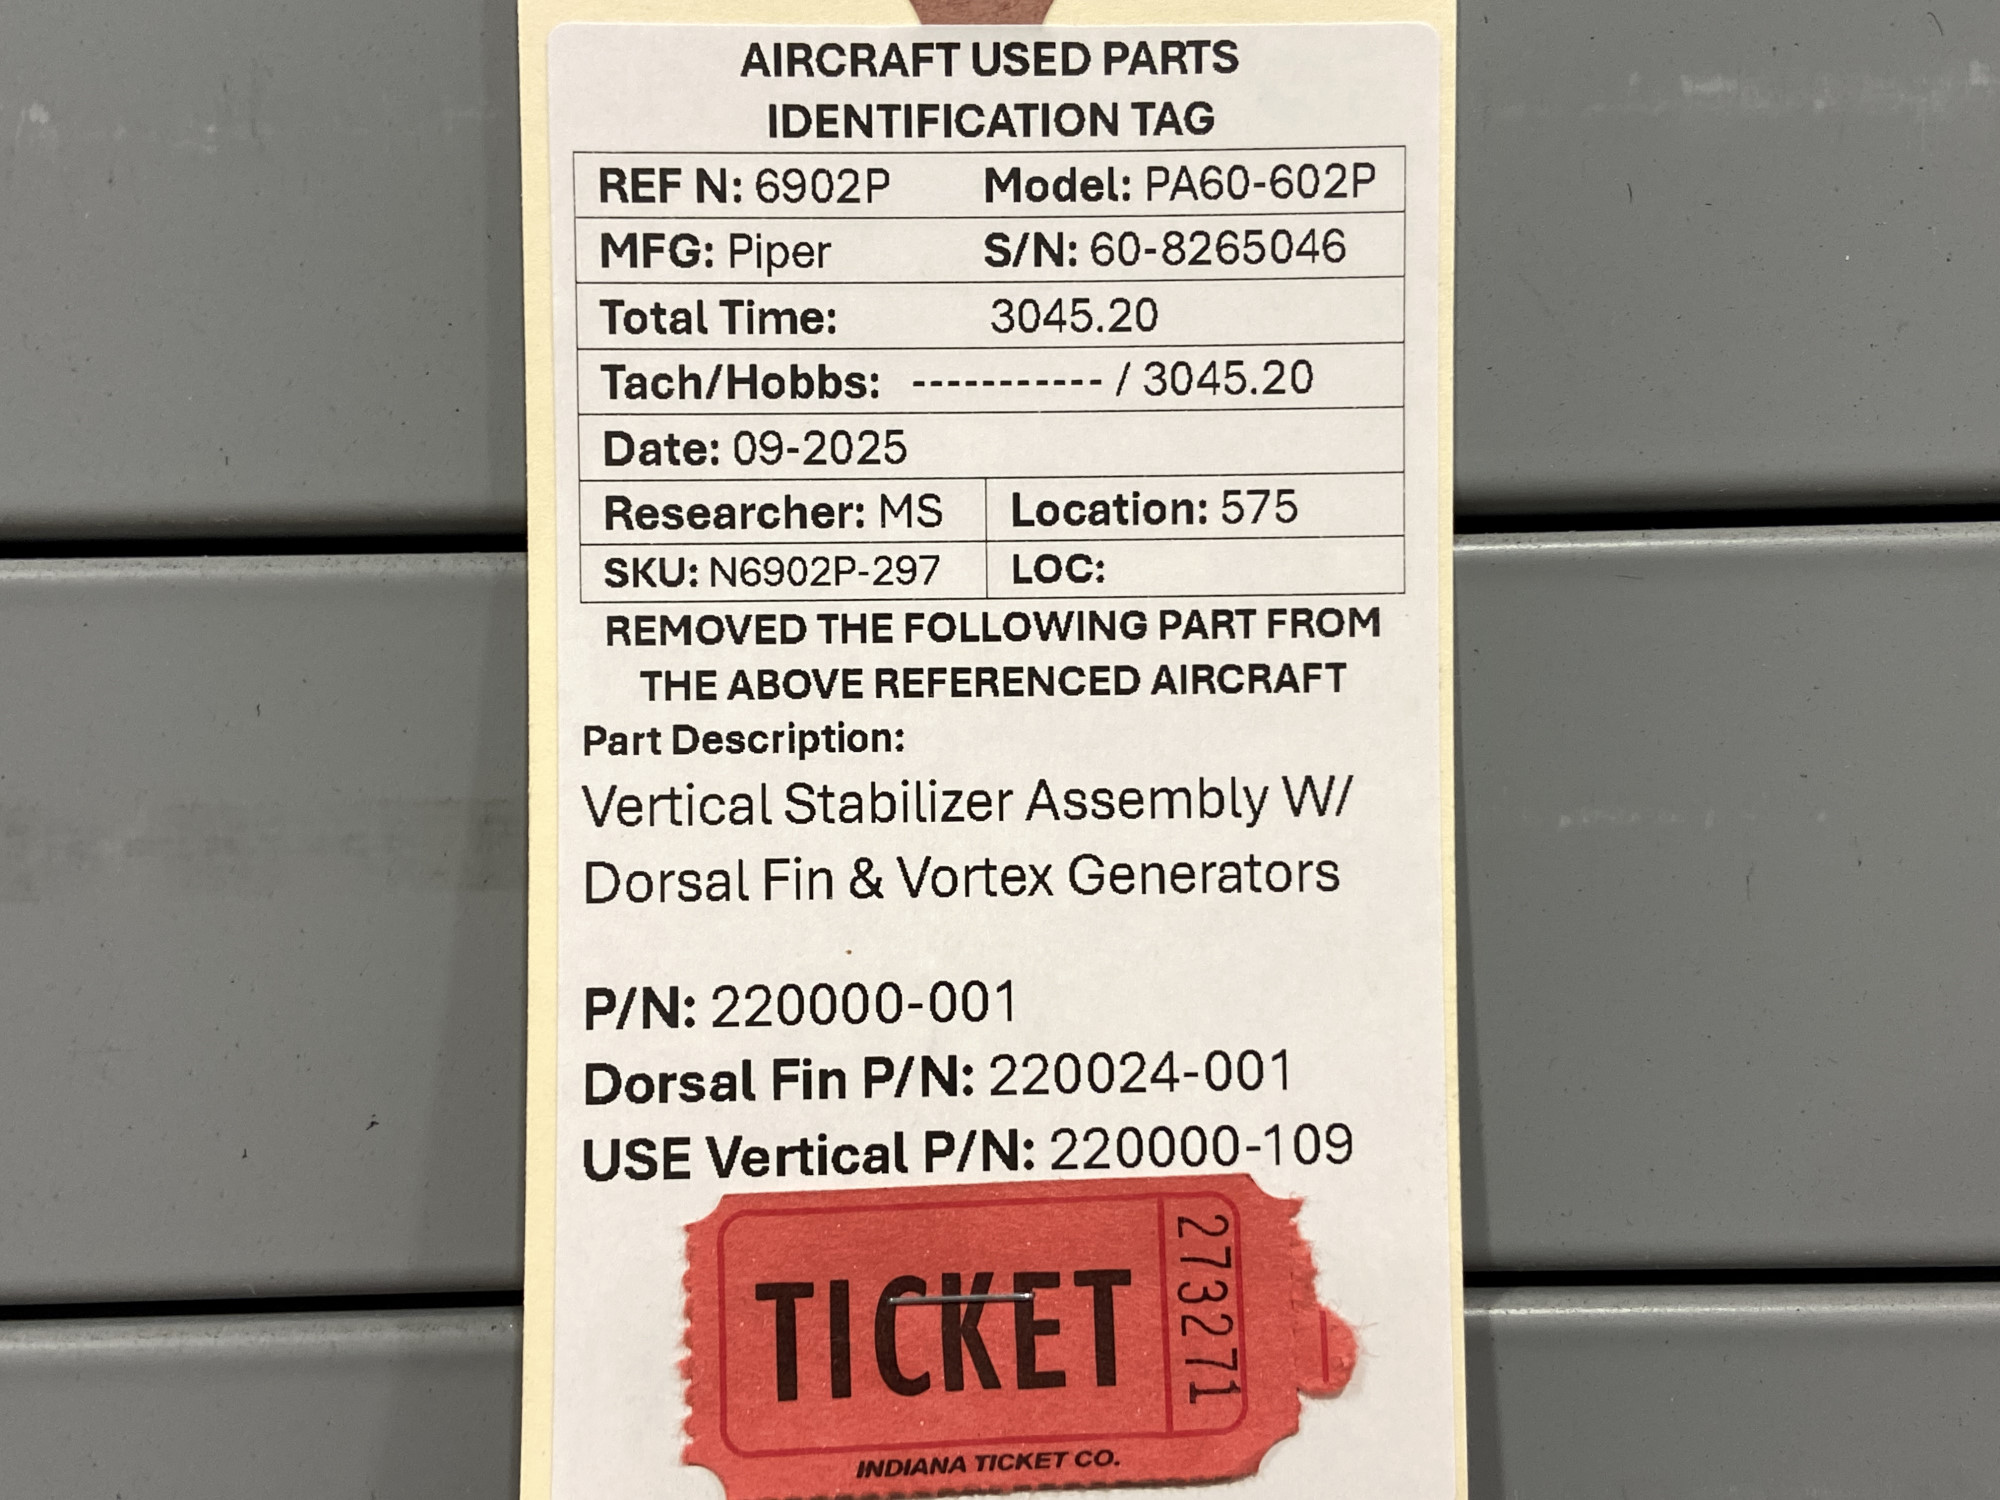 AIRCRAFT USED PARTS
IDENTIFICATION TAG
REF N: 6902P Model: PA60-602P
MFG: Piper S/N: 60-8265046
Total Time: 3045.20
Tach/Hobbs: ----------- / 3045.20
Date: 09-2025
Researcher: MS Location: 575
SKU: N6902P-297 LOC:
REMOVED THE FOLLOWING PART FROM
THE ABOVE REFERENCED AIRCRAFT
Part Description:
Vertical Stabilizer Assembly W/
Dorsal Fin & Vortex Generators
P/N: 220000-001
Dorsal Fin P/N: 220024-001
USE Vertical P/N: 220000-109
TICKET
273271
INDIANA TICKET CO.